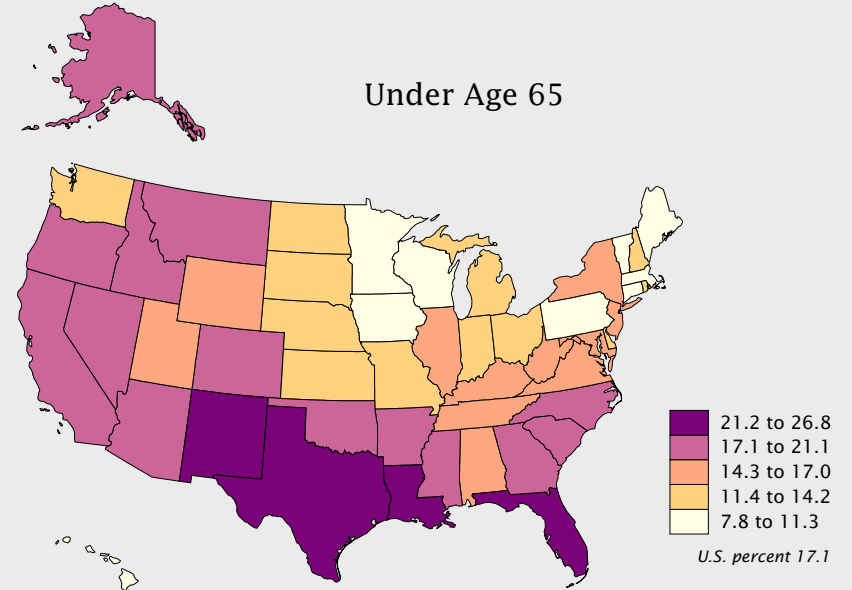 Under Age 65
21.2 to 26.8
17.1 to 21.1
14.3 to 17.0
11.4 to 14.2
7.8 to 11.3
U.S. percent 17.1